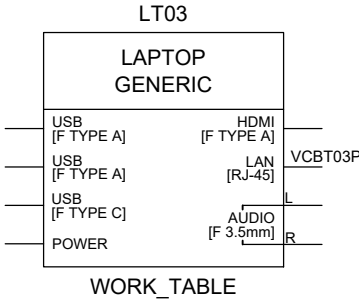 LT03
LAPTOP
GENERIC
USB
[F TYPE A]
HDMI
[F TYPE A]
USB
[F TYPE A]
LAN
[RJ-45]
VCBT03P
USB
[F TYPE C]
L
AUDIO
[F 3.5mm]
POWER
R
WORK_TABLE